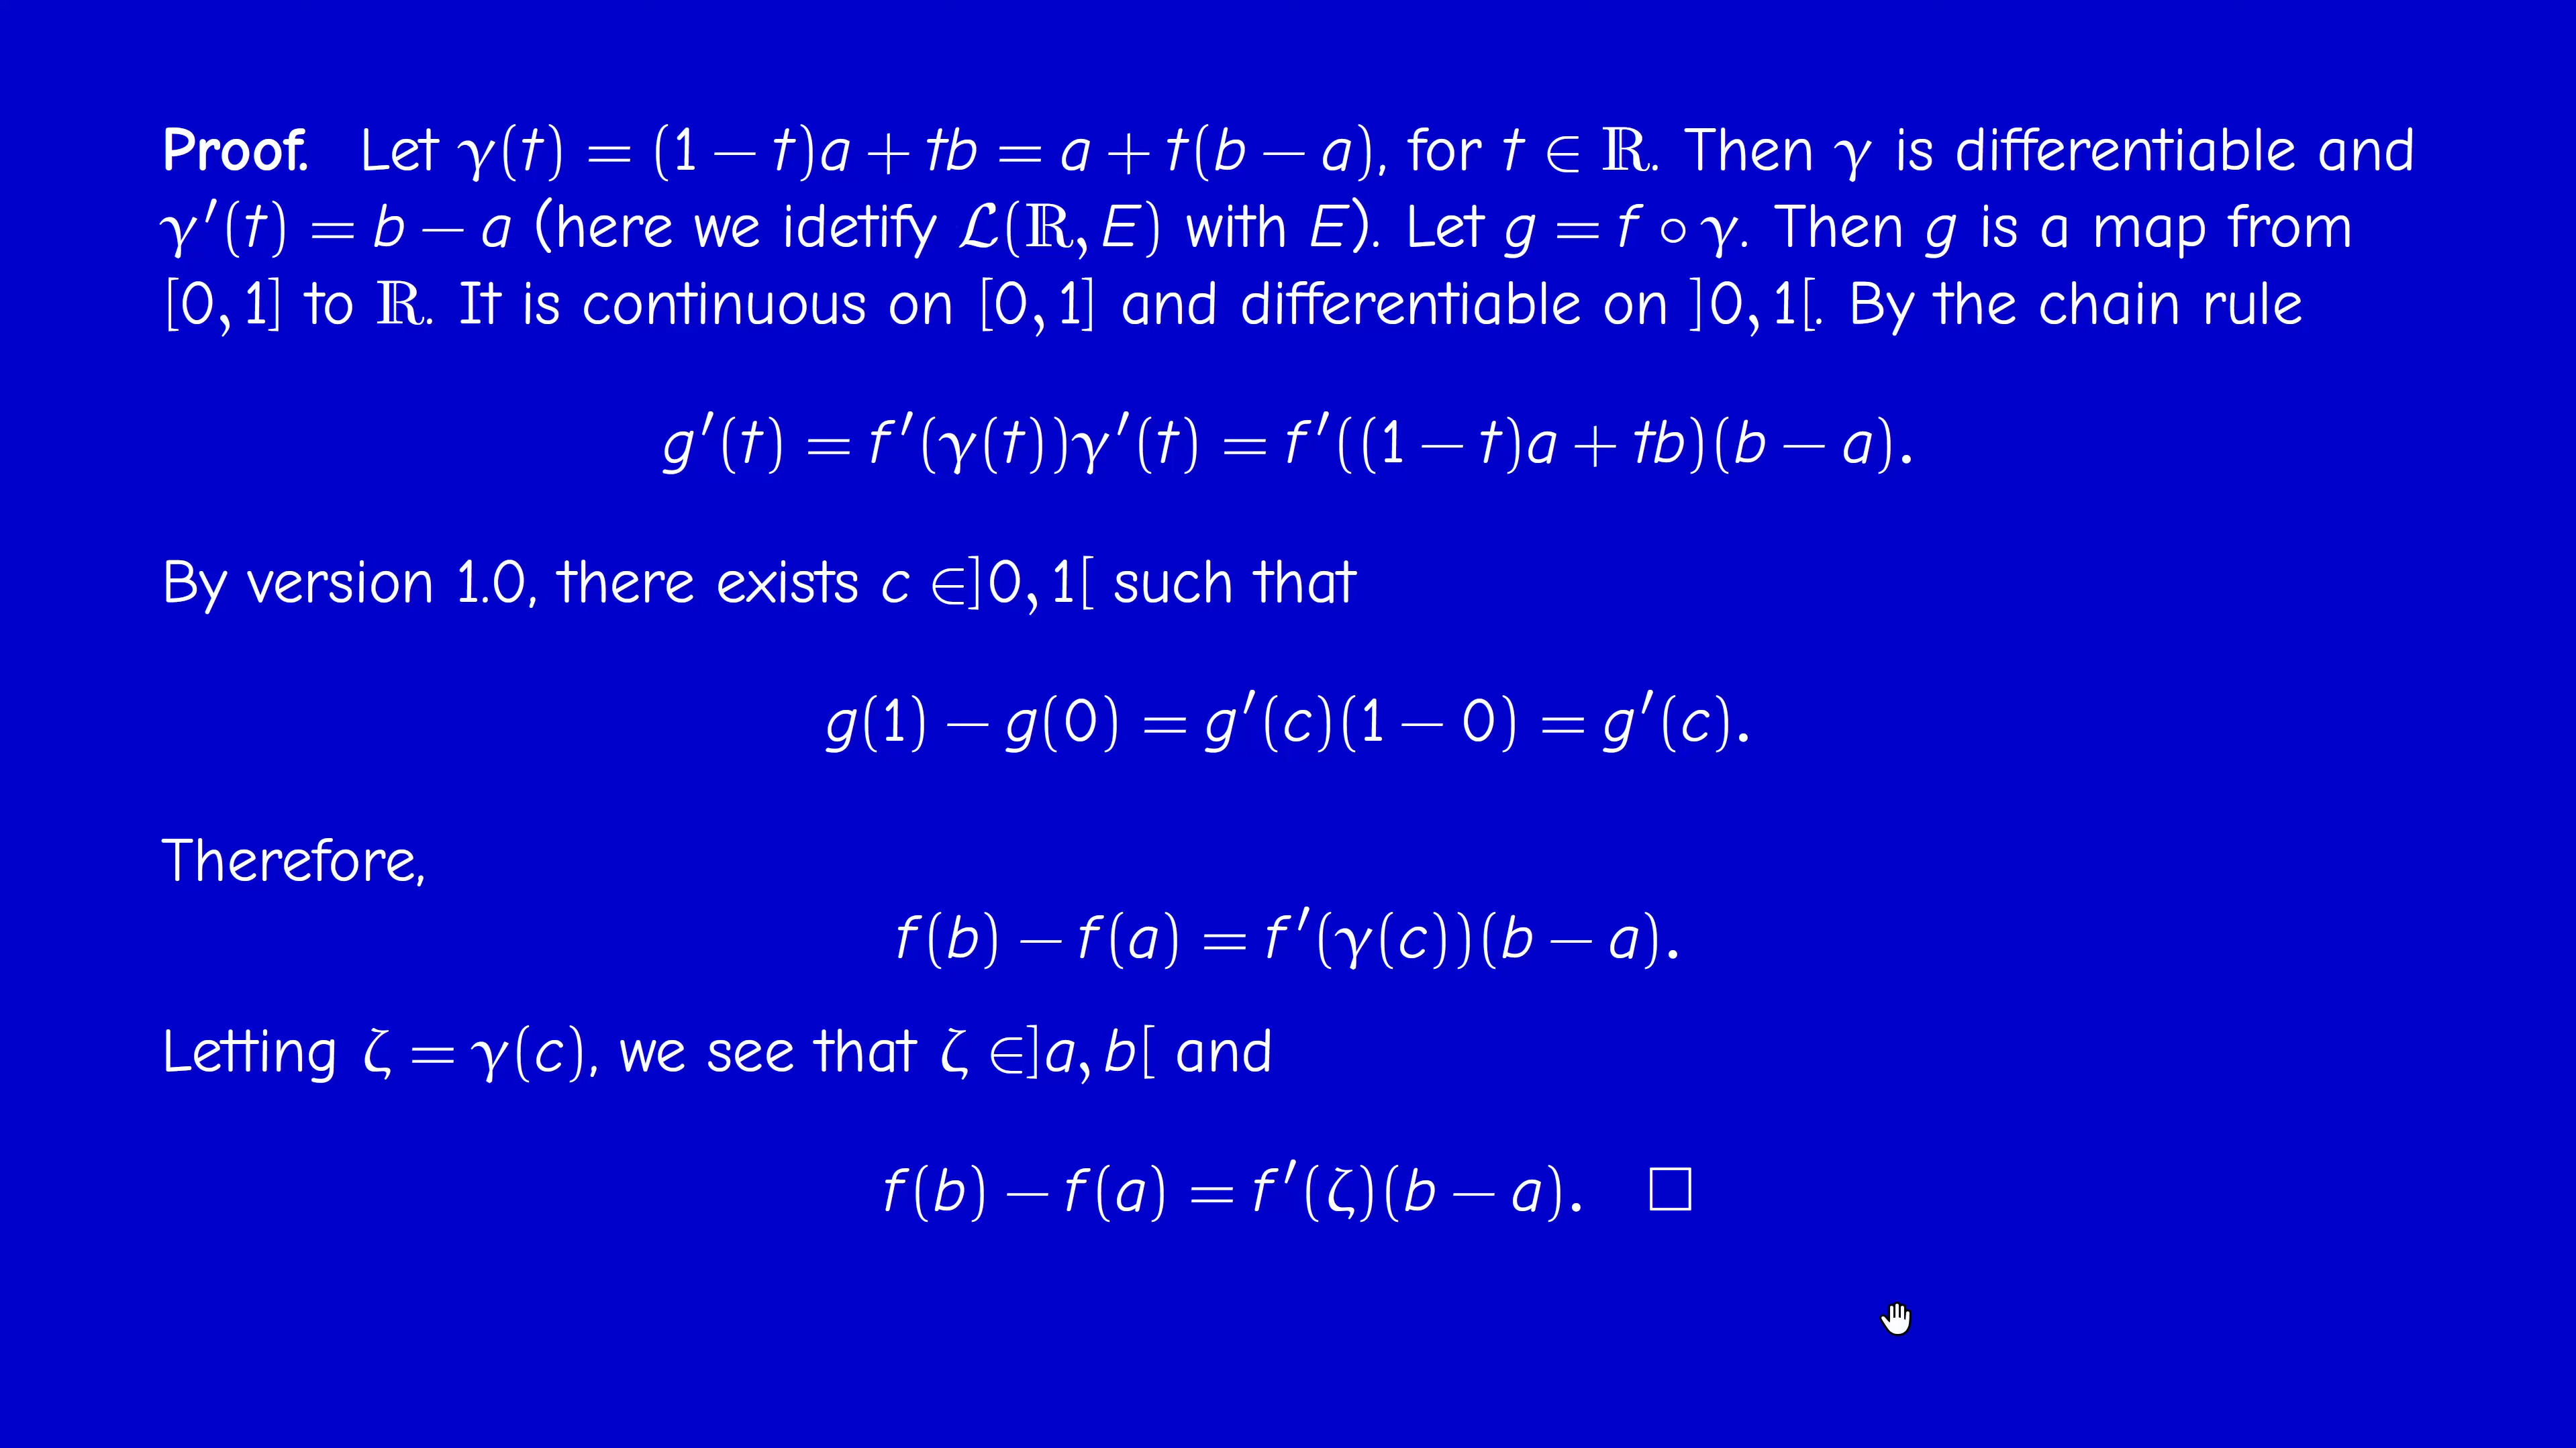 Proof. Let γ(t) = (1 − t)a + tb = a + t(b − a), for t ∈ ℝ. Then γ is differentiable and
γ′(t) = b − a (here we idetify ℒ(ℝ, E) with E). Let g = f ∘ γ. Then g is a map from
[0, 1] to ℝ. It is continuous on [0, 1] and differentiable on ]0, 1[. By the chain rule
g′(t) = f′(γ(t))γ′(t) = f′((1 − t)a + tb)(b − a).
By version 1.0, there exists c ∈]0, 1[ such that
g(1) − g(0) = g′(c)(1 − 0) = g′(c).
Therefore,
f(b) − f(a) = f′(γ(c))(b − a).
Letting ζ = γ(c), we see that ζ ∈]a, b[ and
f(b) − f(a) = f′(ζ)(b − a). □